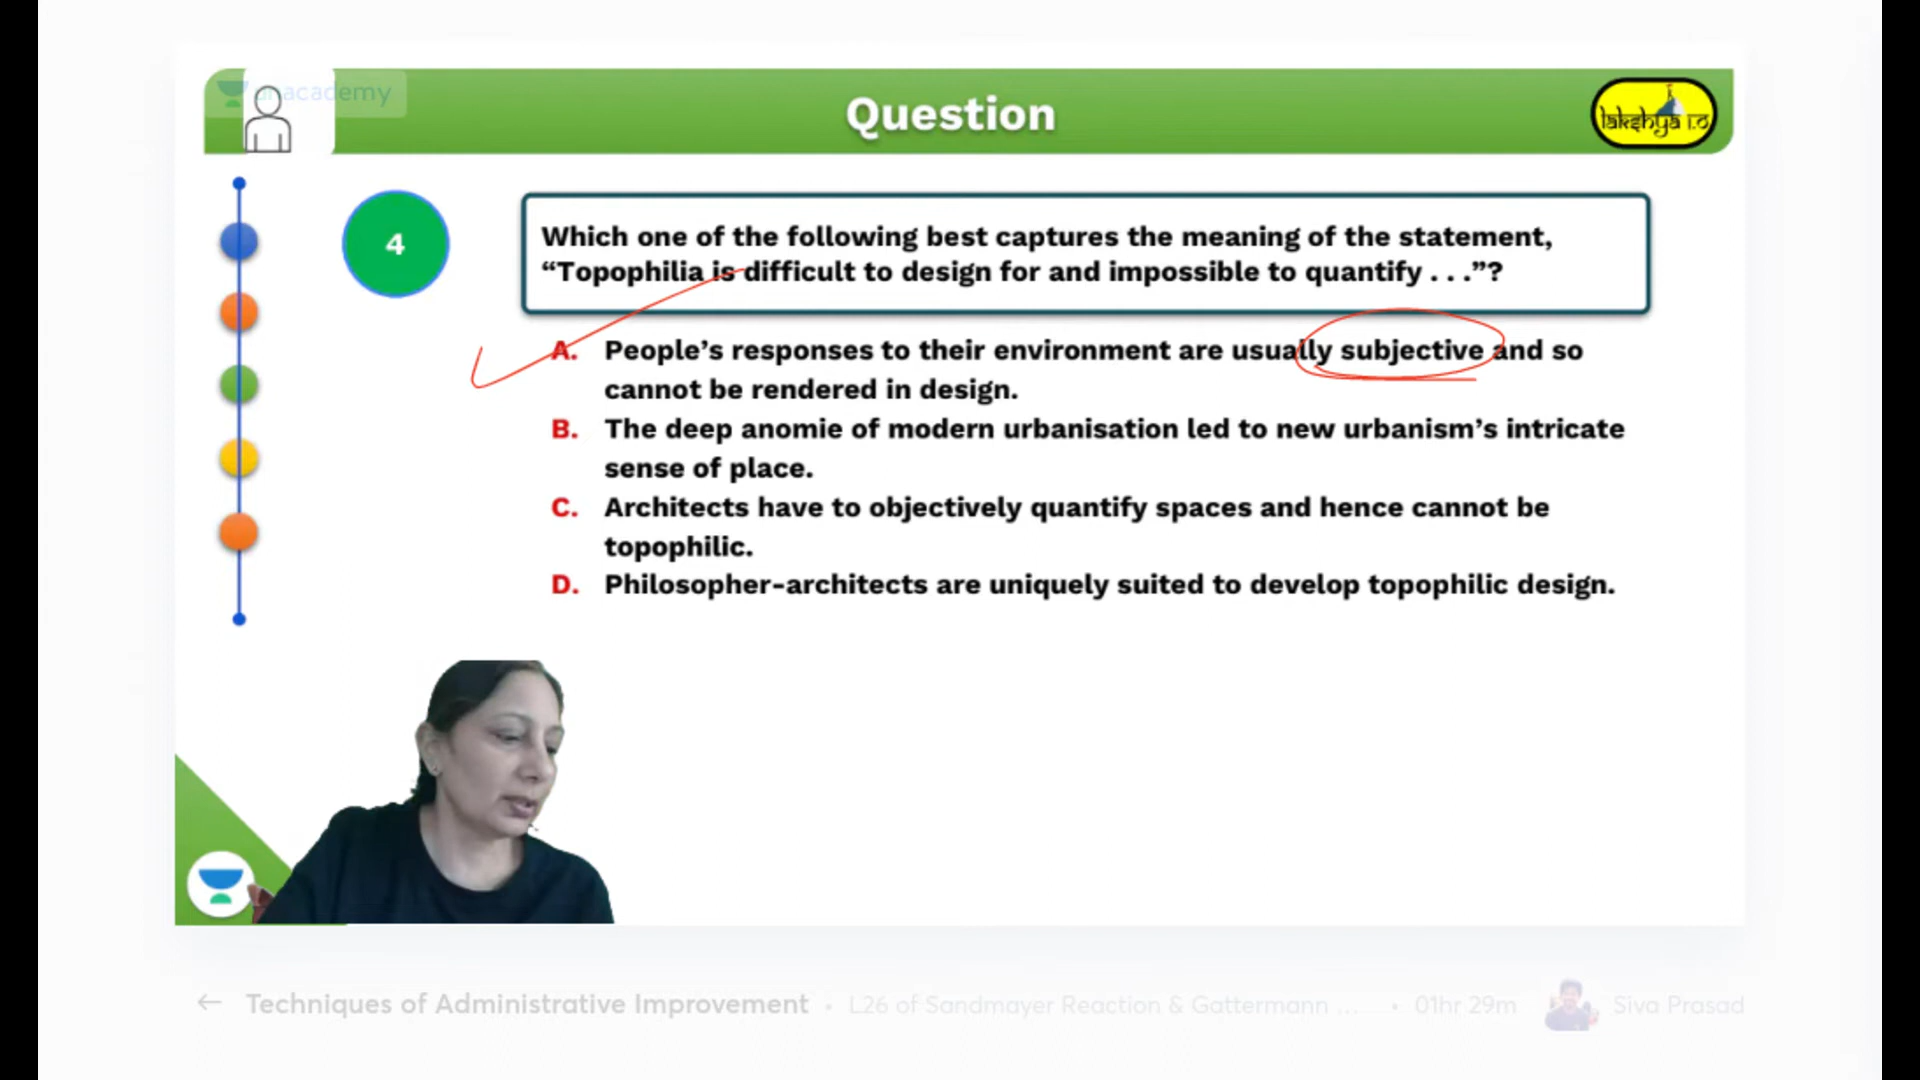 unacademy
Question
lakshya 1.0
4
Which one of the following best captures the meaning of the statement,
“Topophilia is difficult to design for and impossible to quantify . . .”?
A. People’s responses to their environment are usually subjective and so
cannot be rendered in design.
B. The deep anomie of modern urbanisation led to new urbanism’s intricate
sense of place.
C. Architects have to objectively quantify spaces and hence cannot be
topophilic.
D. Philosopher-architects are uniquely suited to develop topophilic design.
← Techniques of Administrative Improvement • L26 of Sandmayer Reaction & Gattermann ... • 01hr 29m Siva Prasad